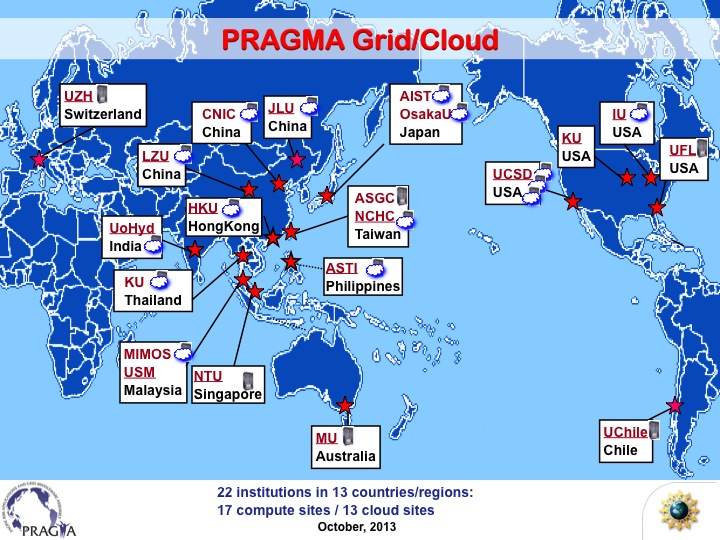 PRAGMA Grid/Cloud
UZH
Switzerland
CNIC
China
JLU
China
AIST
OsakaU
Japan
IU
USA
KU
USA
UFL
USA
LZU
China
UCSD
USA
HKU
HongKong
ASGC
NCHC
Taiwan
UoHyd
India
KU
Thailand
ASTI
Philippines
MIMOS
USM
Malaysia
NTU
Singapore
MU
Australia
UChile
Chile
22 institutions in 13 countries/regions:
17 compute sites / 13 cloud sites
October, 2013
PRAGMA